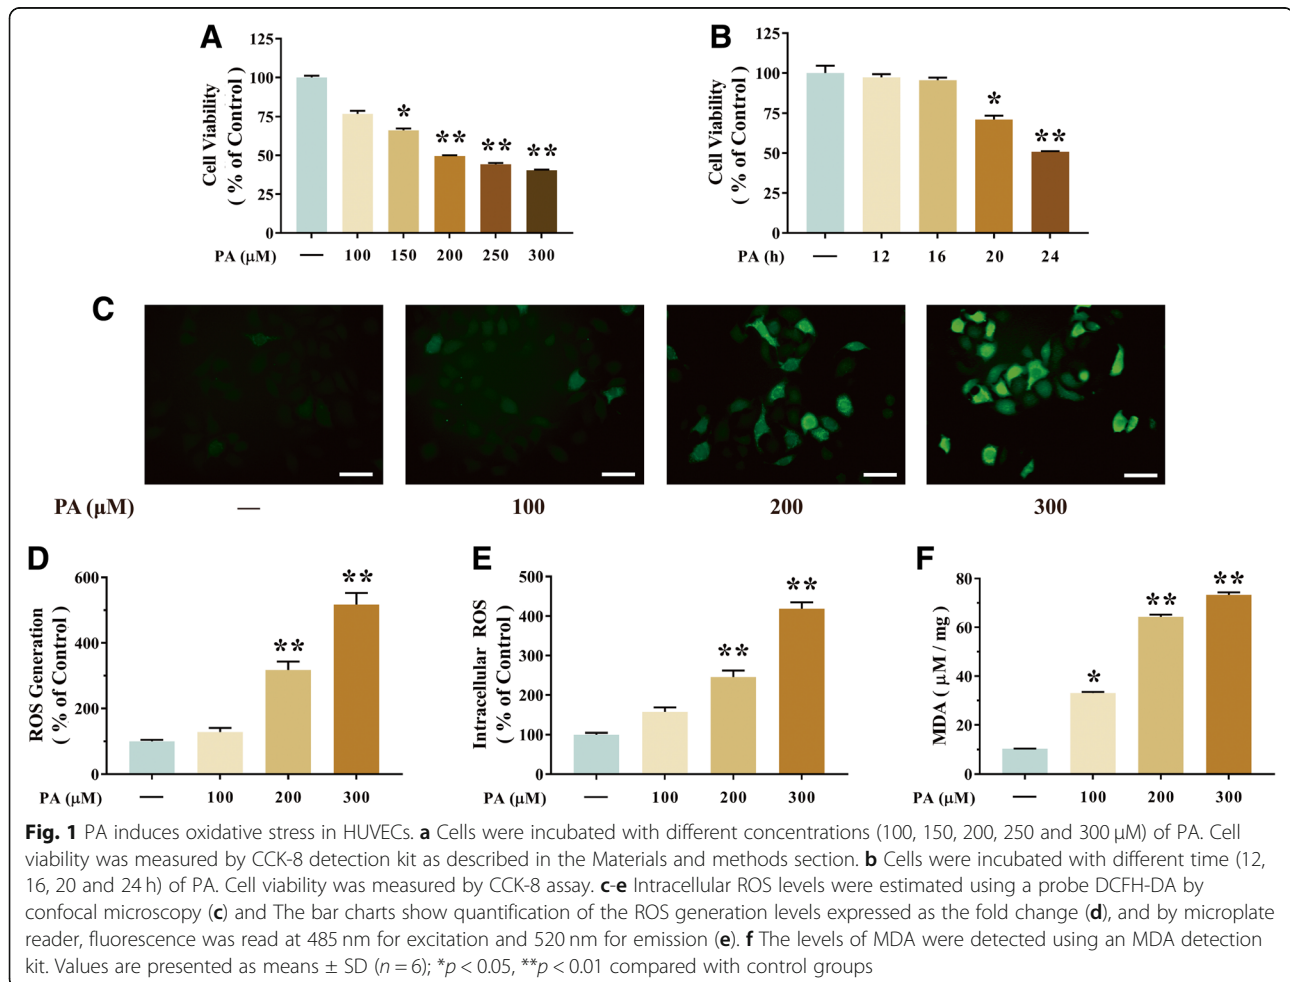 A
125
100
75
50
25
0
Cell Viability
( % of Control )
*
**
**
**
PA (μM) — 100 150 200 250 300
B
125
100
75
50
25
0
Cell Viability
( % of Control )
*
**
PA (h) — 12 16 20 24
C
PA (μM) — 100 200 300
D
600
400
200
0
ROS Generation
( % of Control )
**
**
PA (μM) — 100 200 300
E
500
400
300
200
100
0
Intracellular ROS
( % of Control )
**
**
PA (μM) — 100 200 300
F
80
60
40
20
0
MDA ( μM / mg )
*
**
**
PA (μM) — 100 200 300
Fig. 1 PA induces oxidative stress in HUVECs. a Cells were incubated with different concentrations (100, 150, 200, 250 and 300 μM) of PA. Cell
viability was measured by CCK-8 detection kit as described in the Materials and methods section. b Cells were incubated with different time (12,
16, 20 and 24 h) of PA. Cell viability was measured by CCK-8 assay. c-e Intracellular ROS levels were estimated using a probe DCFH-DA by
confocal microscopy (c) and The bar charts show quantification of the ROS generation levels expressed as the fold change (d), and by microplate
reader, fluorescence was read at 485 nm for excitation and 520 nm for emission (e). f The levels of MDA were detected using an MDA detection
kit. Values are presented as means ± SD (n = 6); *p < 0.05, **p < 0.01 compared with control groups